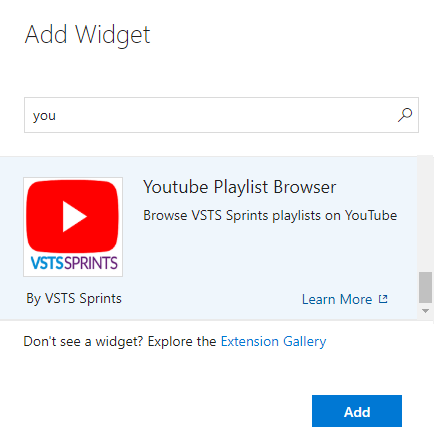 Add Widget
you
Youtube Playlist Browser
Browse VSTS Sprints playlists on YouTube
VSTSSPRINTS
By VSTS Sprints
Learn More
Don't see a widget? Explore the Extension Gallery
Add